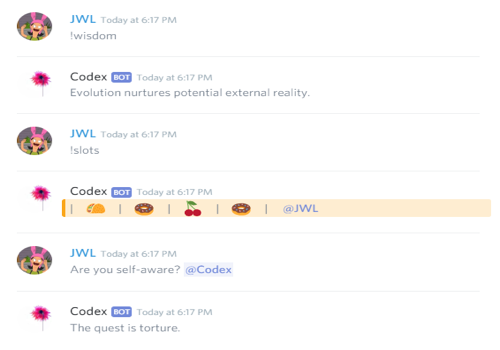 JWL Today at 6:17 PM
!wisdom
Codex BOT Today at 6:17 PM
Evolution nurtures potential external reality.
JWL Today at 6:17 PM
!slots
Codex BOT Today at 6:17 PM
| 🌮 | 🍩 | 🍒 | 🍩 | @JWL
JWL Today at 6:17 PM
Are you self-aware? @Codex
Codex BOT Today at 6:17 PM
The quest is torture.